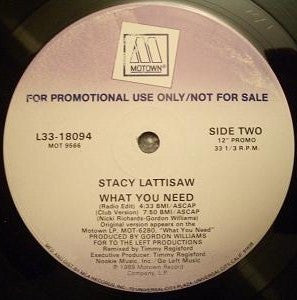 M
MOTOWN®
FOR PROMOTIONAL USE ONLY/NOT FOR SALE
L33-18094
MOT 9566
SIDE TWO
12" PROMO
33 1/3 R.P.M.
STACY LATTISAW
WHAT YOU NEED
(Radio Edit) 4:33 BMI/ASCAP
(Club Version) 7:50 BMI/ASCAP
(Nicki Richards-Gordon Williams)
Original version appears on the
Motown LP. MOT-6280, "What You Need"
Produced by GORDON WILLIAMS
FOR TO THE LEFT PRODUCTIONS
Remixed by Timmy Regisford
Executive Producer: Timmy Regisford
Nookie Music, Inc./Go Left Music
℗ 1989 Motown Record
Company, L.P.